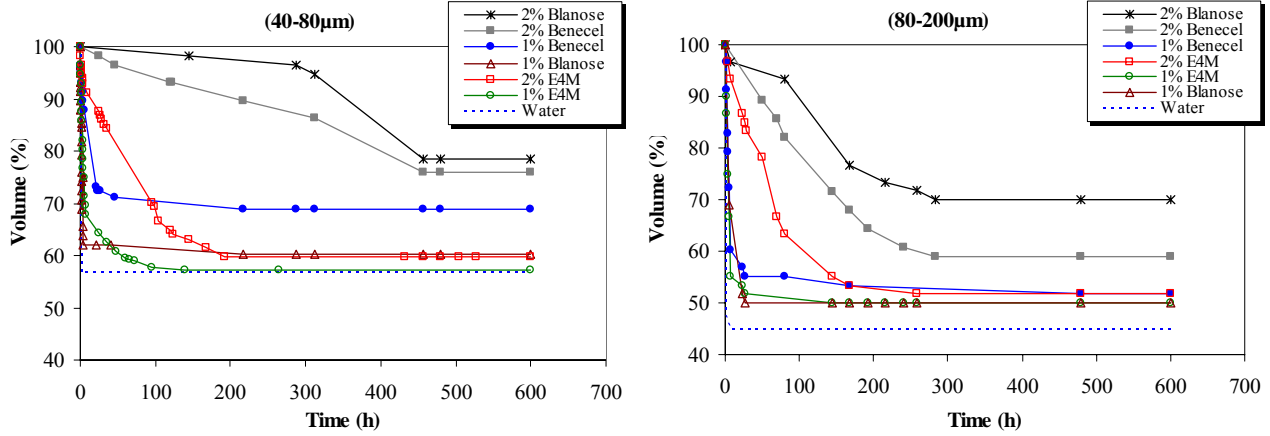 (40-80µm)
2% Blanose
2% Benecel
1% Benecel
1% Blanose
2% E4M
1% E4M
Water
Volume (%)
100
90
80
70
60
50
40
0 100 200 300 400 500 600 700
Time (h)
(80-200µm)
2% Blanose
2% Benecel
1% Benecel
2% E4M
1% E4M
1% Blanose
Water
Volume (%)
100
90
80
70
60
50
40
0 100 200 300 400 500 600 700
Time (h)